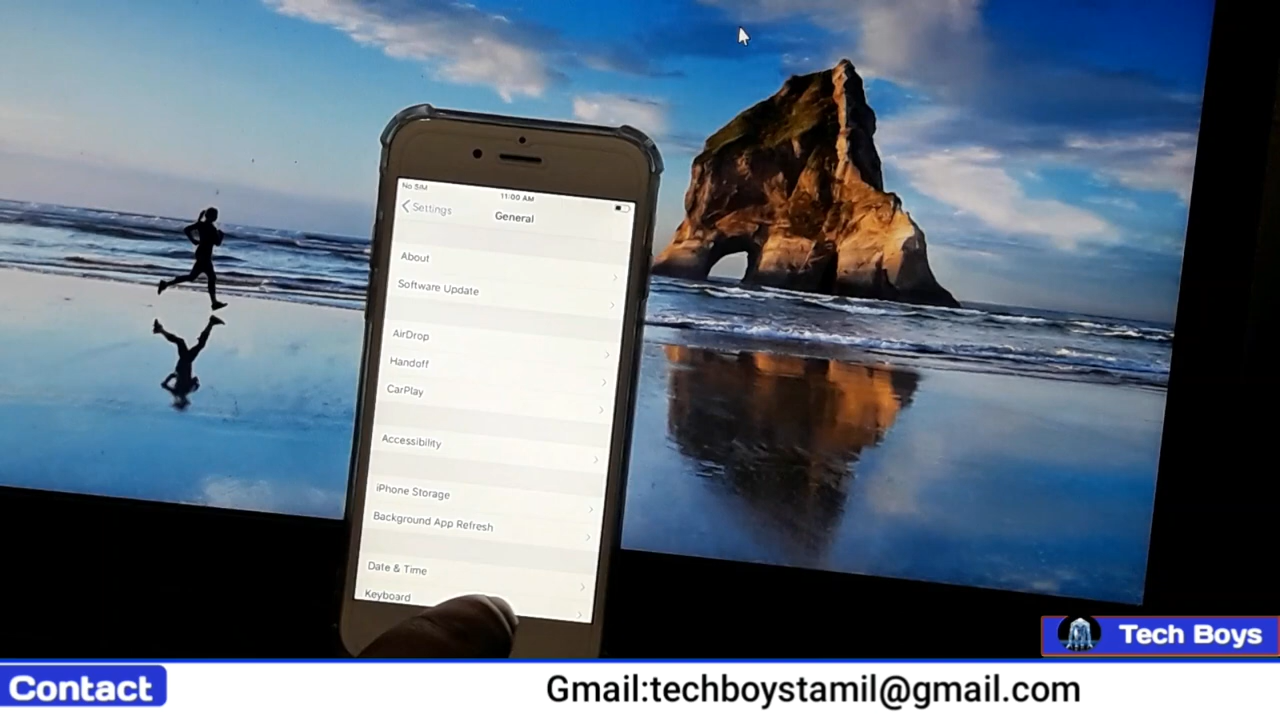 No SIM
11:00 AM
Settings
General
About
Software Update
AirDrop
Handoff
CarPlay
Accessibility
iPhone Storage
Background App Refresh
Date & Time
Keyboard
Tech Boys
Contact
Gmail:techboystamil@gmail.com